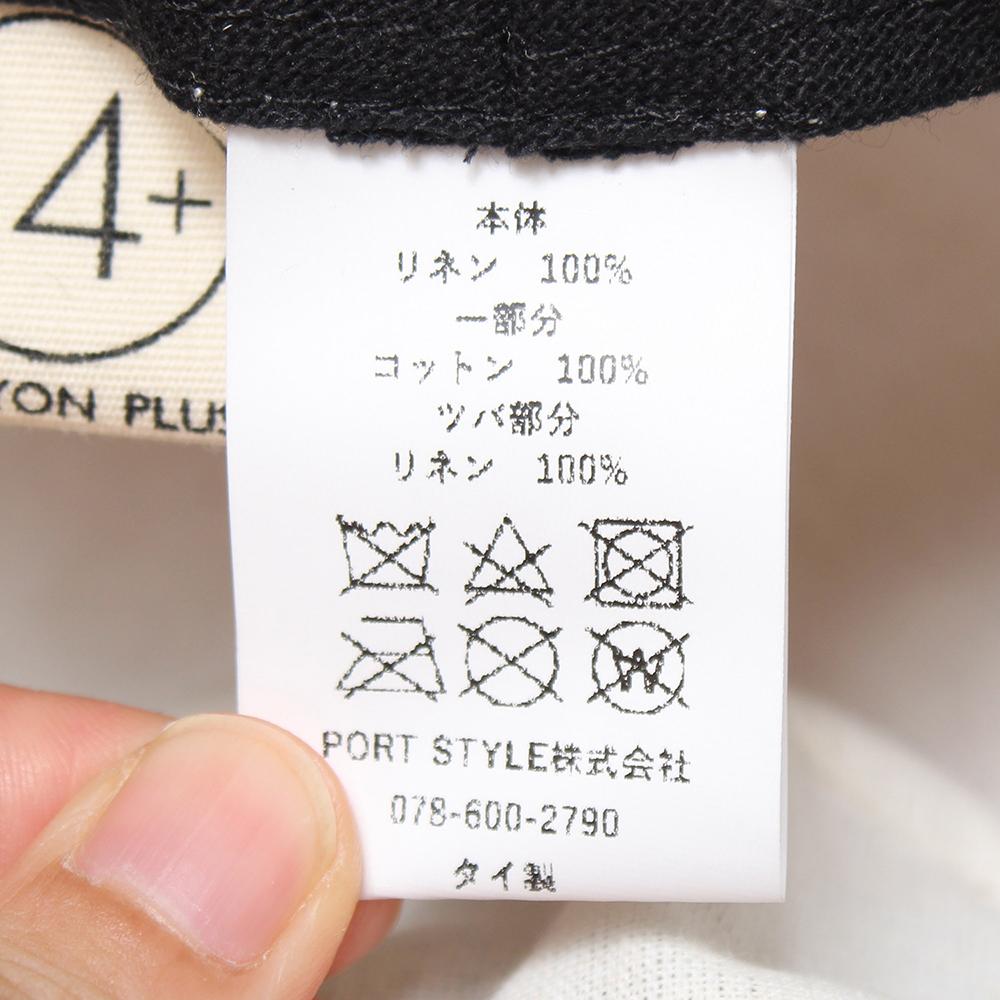 4+
YON PLUS
本体
リネン 100%
一部分
コットン 100%
ツバ部分
リネン 100%
W
PORT STYLE株式会社
078-600-2790
タイ製